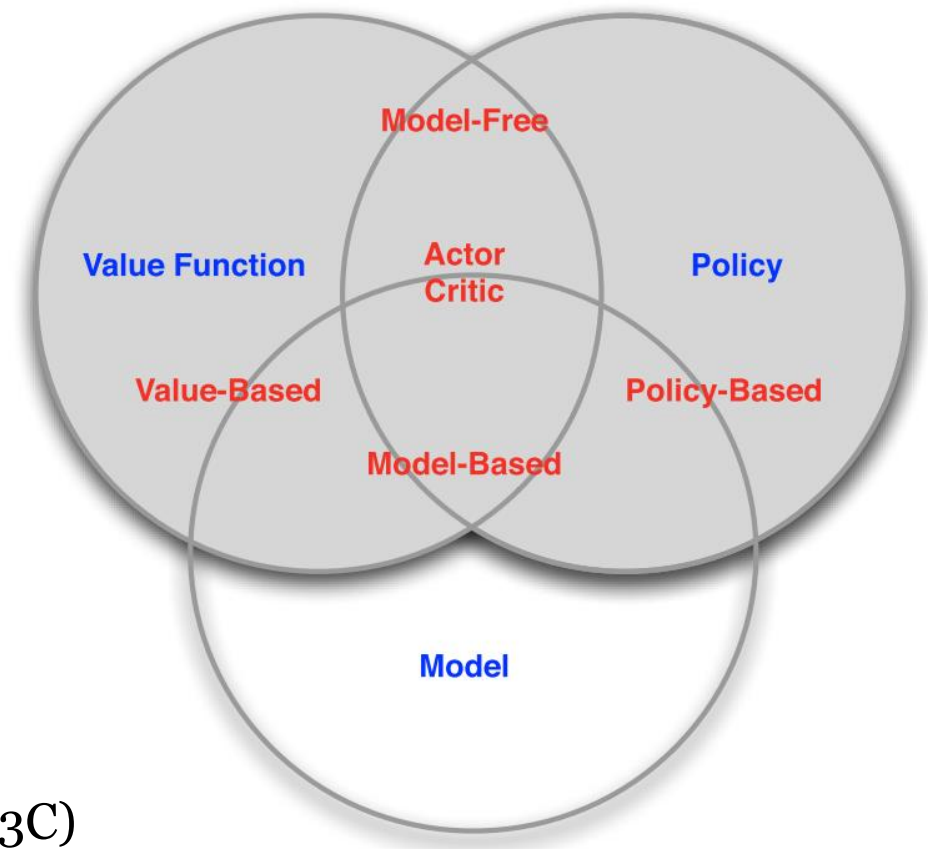 Model-Free
Actor
Critic
Value Function
Policy
Value-Based
Policy-Based
Model-Based
Model
3C)